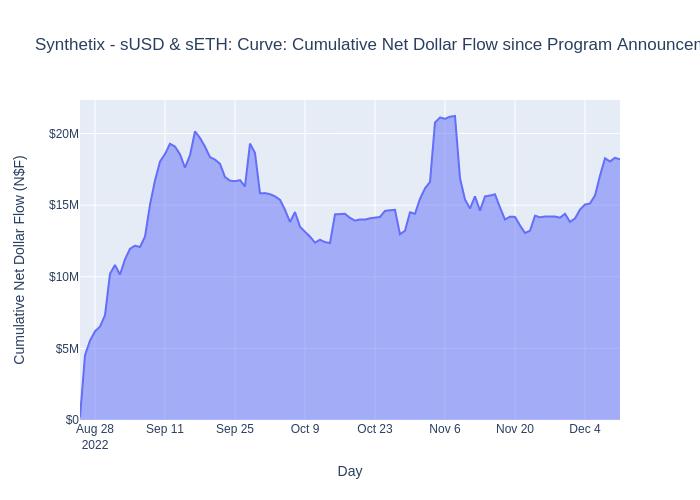 Synthetix - sUSD & sETH: Curve: Cumulative Net Dollar Flow since Program
Cumulative Net Dollar Flow (N$F)
$20M
$15M
$10M
$5M
$0
Aug 28 Sep 11 Sep 25 Oct 9 Oct 23 Nov 6 Nov 20 Dec 4
2022
Day